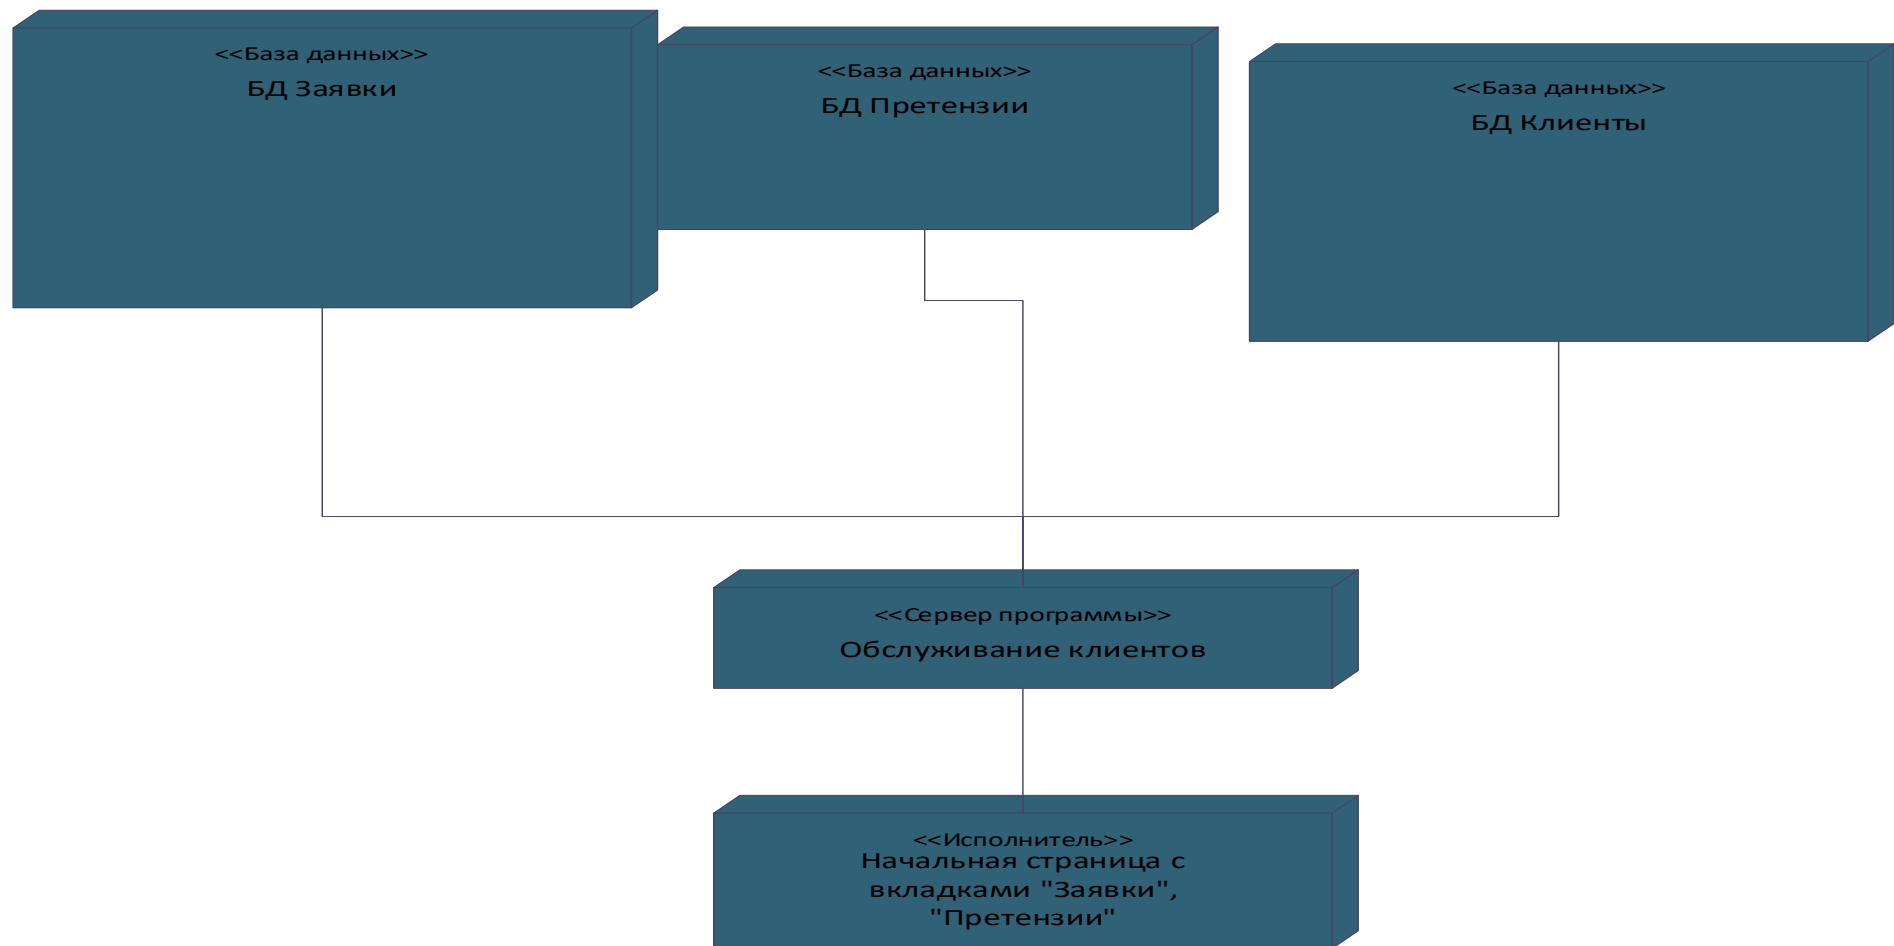 <<База данных>>
БД Заявки
<<База данных>>
БД Претензии
<<База данных>>
БД Клиенты
<<Сервер программы>>
Обслуживание клиентов
<<Исполнитель>>
Начальная страница с
вкладками "Заявки",
"Претензии"